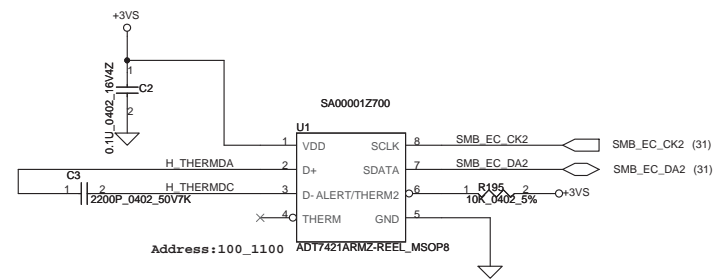 +3VS
1
C2
2
0.1U_0402_16V4Z
SA00001Z700
U1
1 VDD SCLK 8 SMB_EC_CK2 SMB_EC_CK2 (31)
H_THERMDA 2 D+ SDATA 7 SMB_EC_DA2 SMB_EC_DA2 (31)
C3
1 2 H_THERMDC 3 D- ALERT/THERM2 6 1 R195 2 +3VS
2200P_0402_50V7K 10K_0402_5%
4 THERM GND 5
Address:100_1100 ADT7421ARMZ-REEL_MSOP8